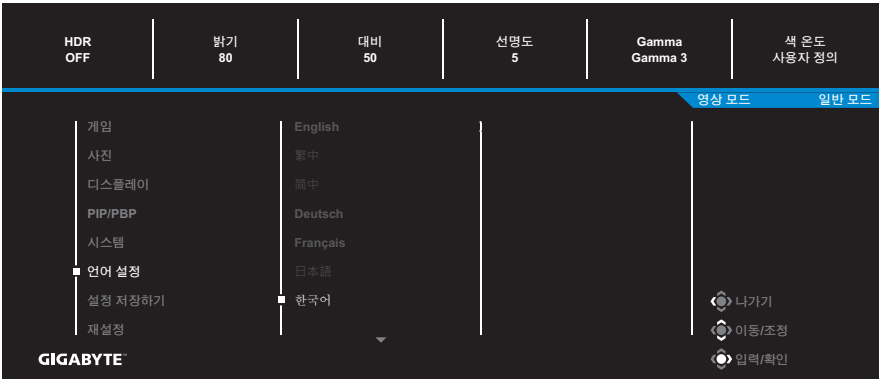 HDR
OFF
밝기
80
대비
50
선명도
5
Gamma
Gamma 3
색 온도
사용자 정의
영상 모드 일반 모드
게임
사진
디스플레이
PIP/PBP
시스템
언어 설정
설정 저장하기
재설정
English
繁中
简中
Deutsch
Français
日本語
한국어
나가기
이동/조정
입력/확인
GIGABYTE™